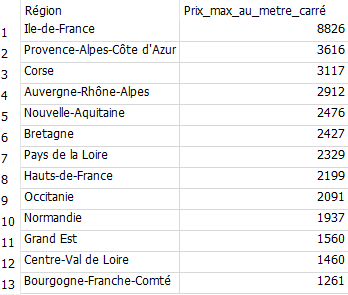 Région Prix_max_au_metre_carré
1 Ile-de-France 8826
2 Provence-Alpes-Côte d'Azur 3616
3 Corse 3117
4 Auvergne-Rhône-Alpes 2912
5 Nouvelle-Aquitaine 2476
6 Bretagne 2427
7 Pays de la Loire 2329
8 Hauts-de-France 2199
9 Occitanie 2091
10 Normandie 1937
11 Grand Est 1560
12 Centre-Val de Loire 1460
13 Bourgogne-Franche-Comté 1261